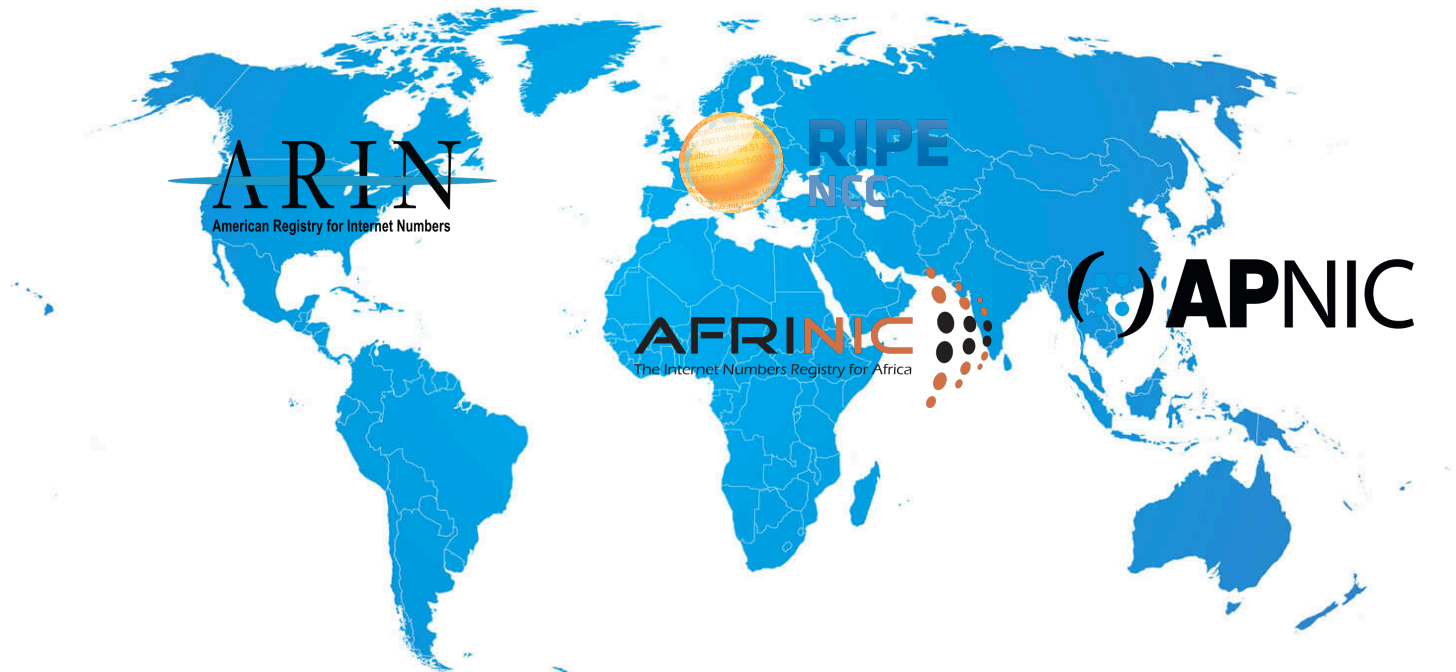 ARIN
American Registry for Internet Numbers
RIPE
NCC
AFRINIC
The Internet Numbers Registry for Africa
APNIC